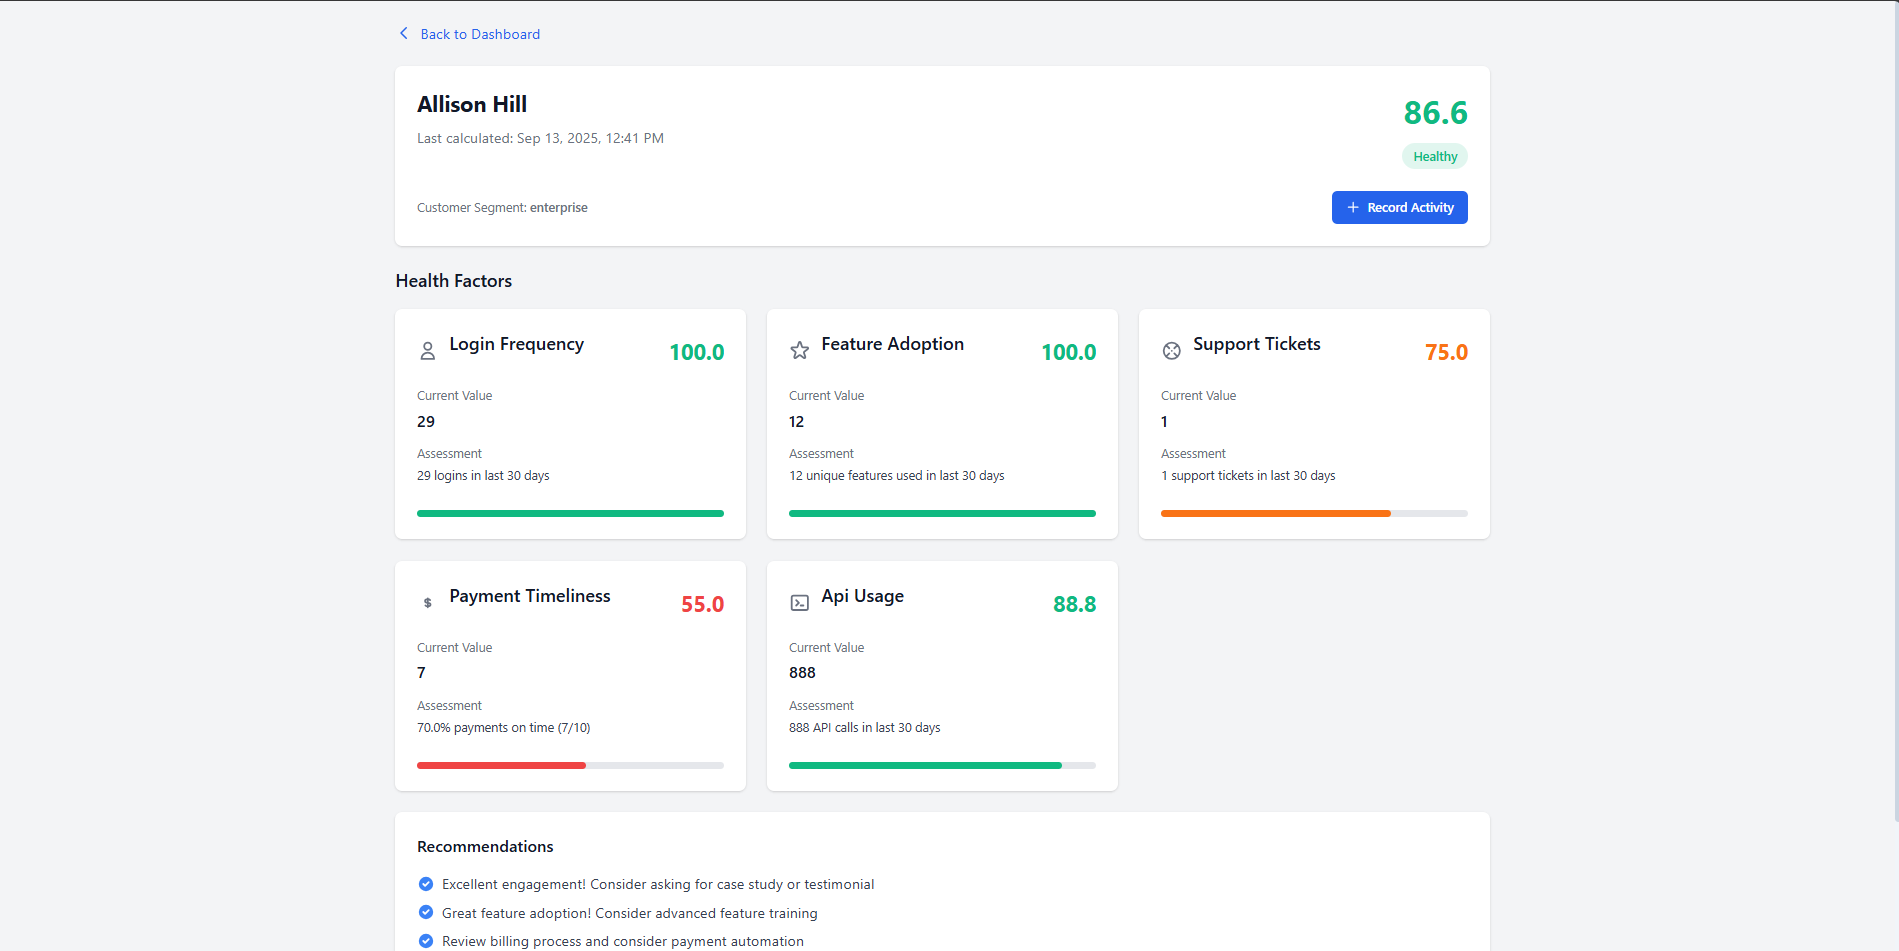 Back to Dashboard
Allison Hill
86.6
Last calculated: Sep 13, 2025, 12:41 PM
Healthy
Customer Segment: enterprise
Record Activity
Health Factors
Login Frequency
100.0
Current Value
29
Assessment
29 logins in last 30 days
Feature Adoption
100.0
Current Value
12
Assessment
12 unique features used in last 30 days
Support Tickets
75.0
Current Value
1
Assessment
1 support tickets in last 30 days
$ Payment Timeliness
55.0
Current Value
7
Assessment
70.0% payments on time (7/10)
Api Usage
88.8
Current Value
888
Assessment
888 API calls in last 30 days
Recommendations
Excellent engagement! Consider asking for case study or testimonial
Great feature adoption! Consider advanced feature training
Review billing process and consider payment automation